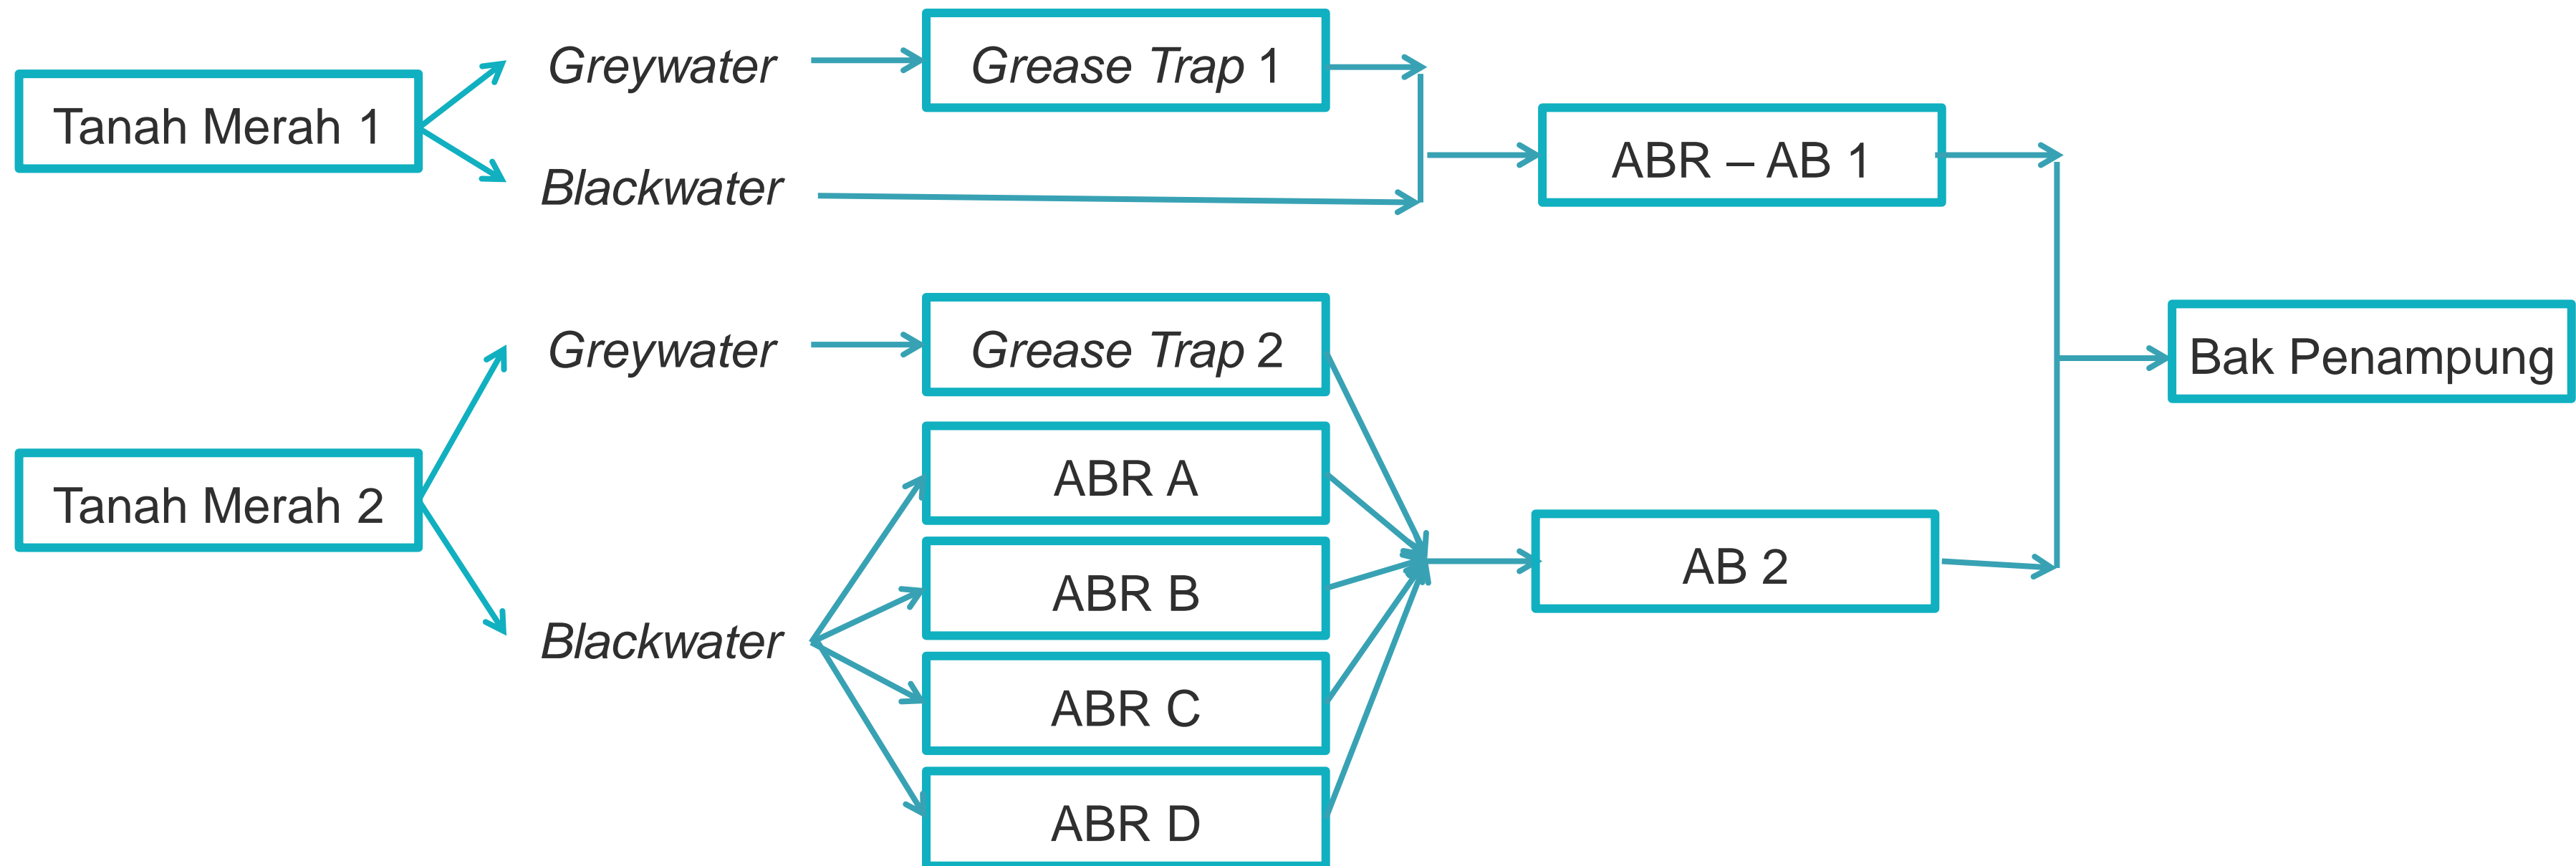 Tanah Merah 1
Greywater
Blackwater
Grease Trap 1
ABR – AB 1
Tanah Merah 2
Greywater
Blackwater
Grease Trap 2
ABR A
ABR B
ABR C
ABR D
AB 2
Bak Penampung